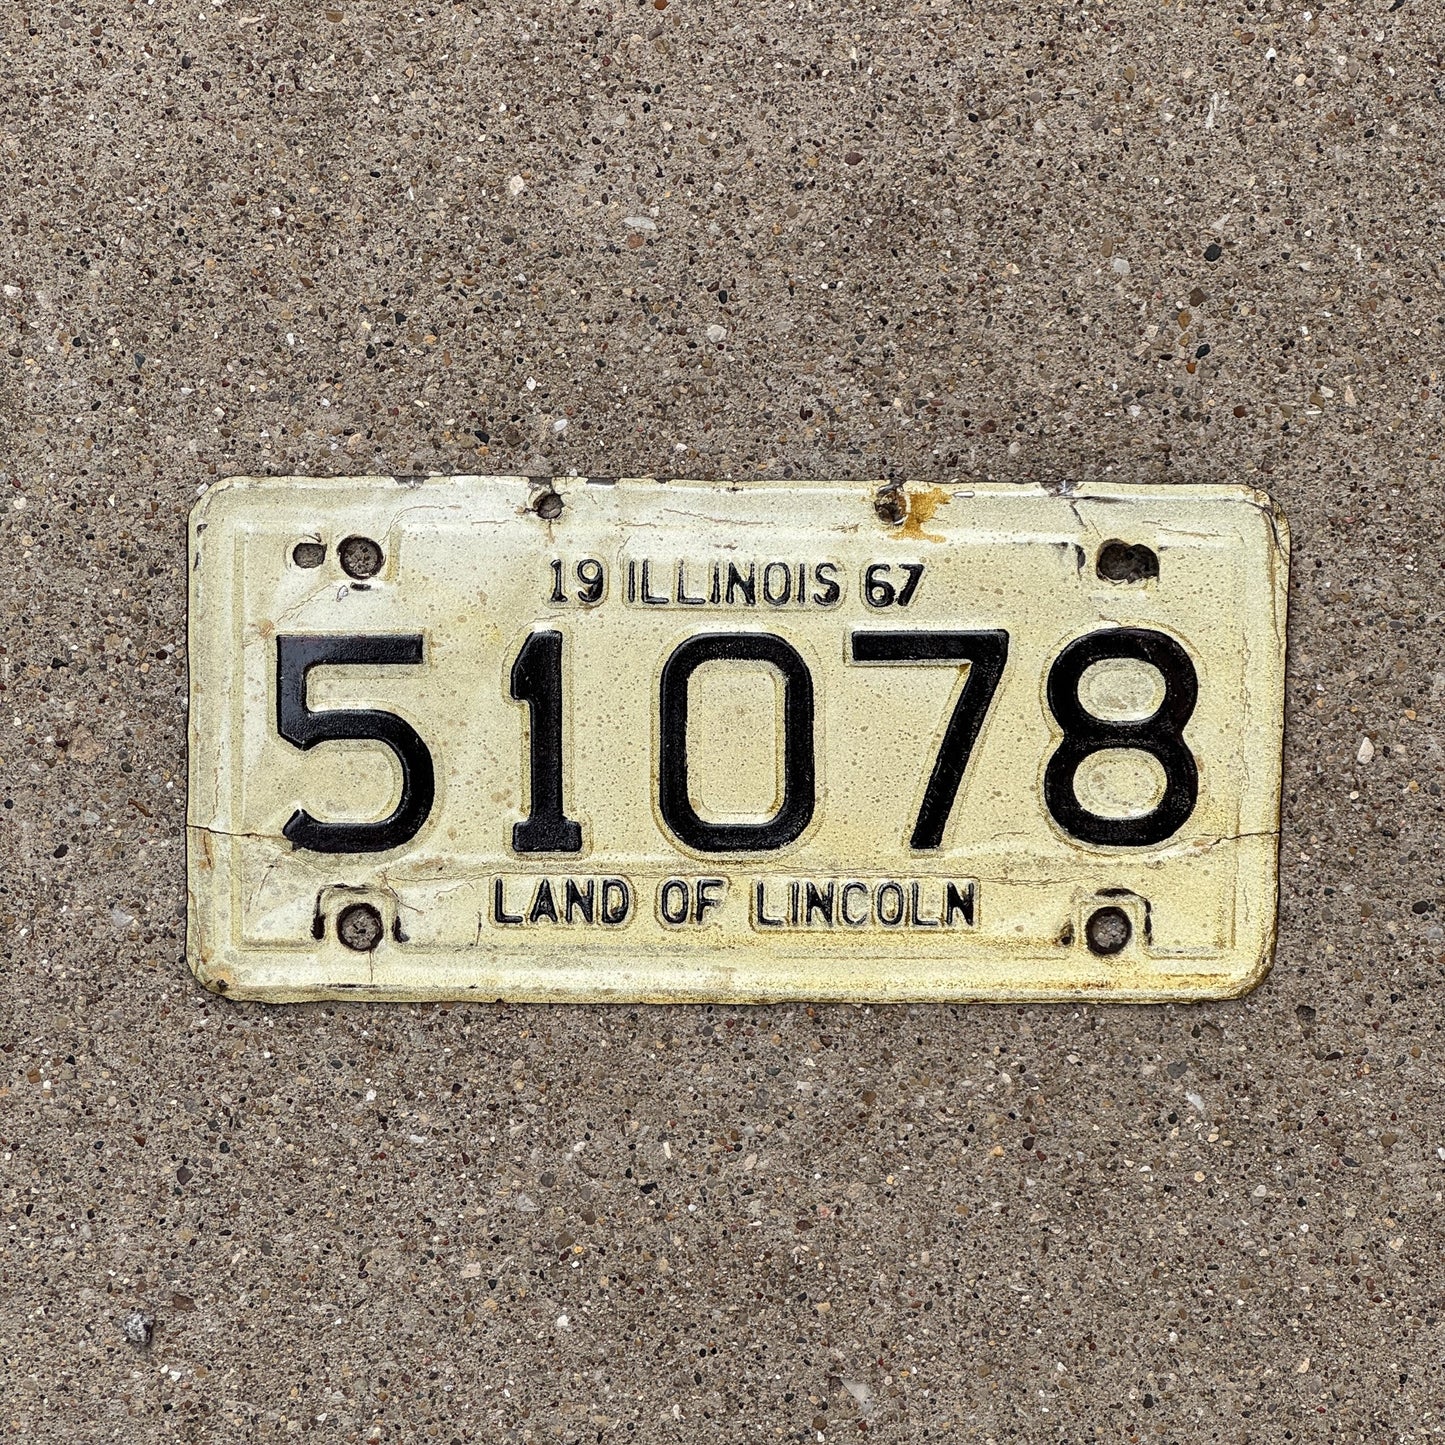 19 ILLINOIS 67
51078
LAND OF LINCOLN